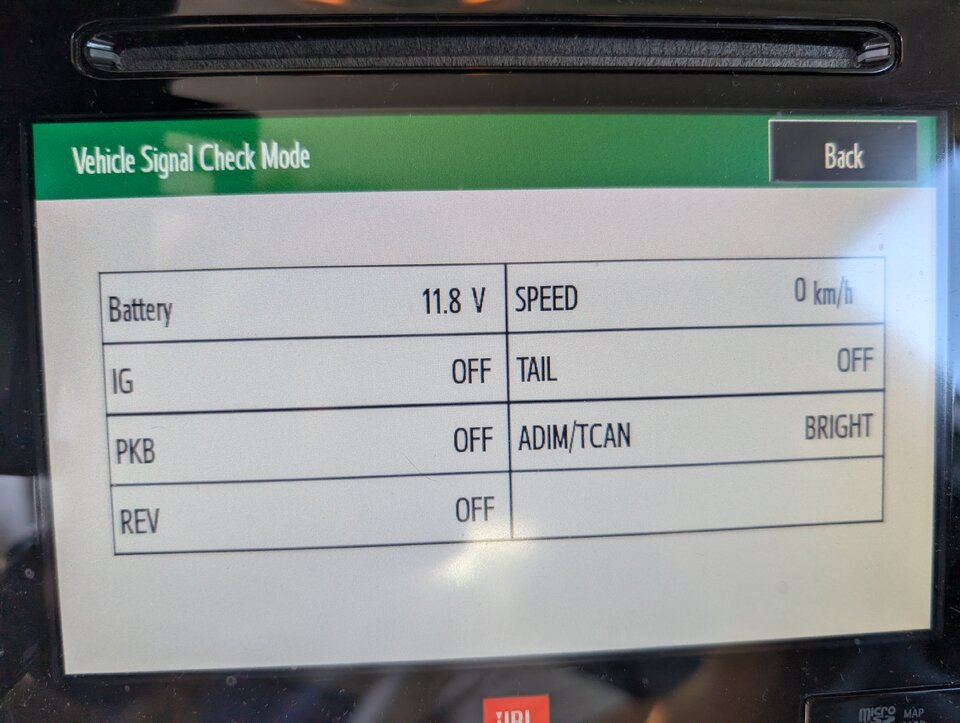 Vehicle Signal Check Mode Back
Battery 11.8 V SPEED 0 km/h
IG OFF TAIL OFF
PKB OFF ADIM/TCAN BRIGHT
REV OFF
JBL
micro MAP